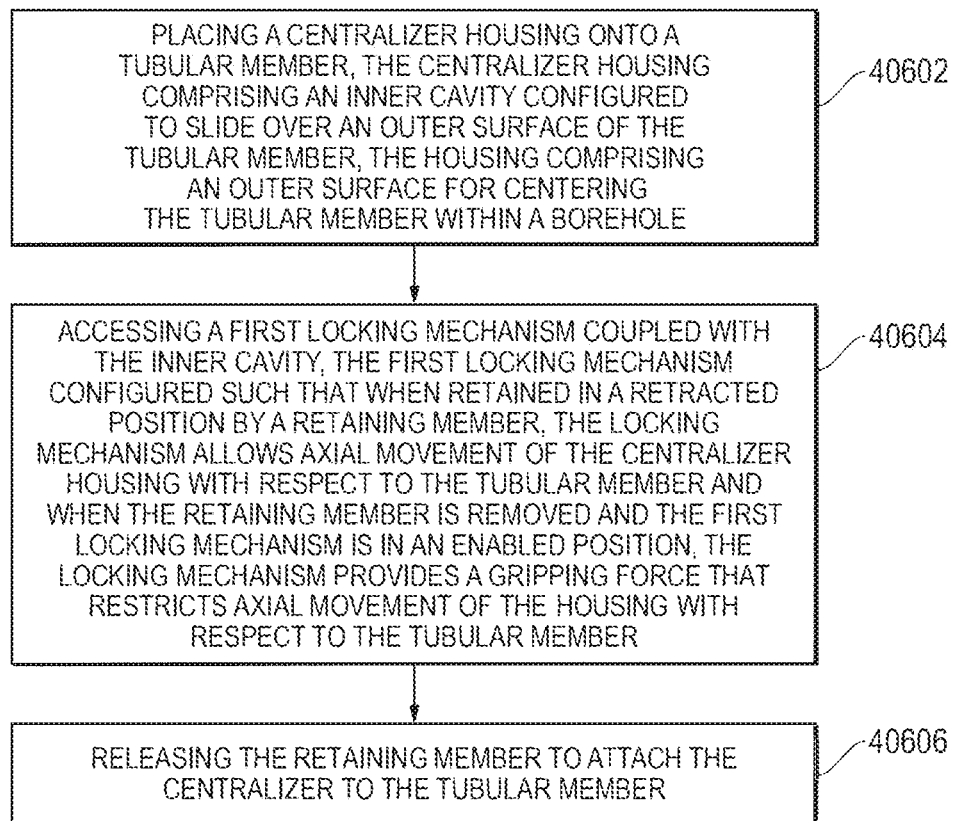 PLACING A CENTRALIZER HOUSING ONTO A
TUBULAR MEMBER, THE CENTRALIZER HOUSING
COMPRISING AN INNER CAVITY CONFIGURED
TO SLIDE OVER AN OUTER SURFACE OF THE
TUBULAR MEMBER, THE HOUSING COMPRISING
AN OUTER SURFACE FOR CENTERING
THE TUBULAR MEMBER WITHIN A BOREHOLE
40602
ACCESSING A FIRST LOCKING MECHANISM COUPLED WITH
THE INNER CAVITY, THE FIRST LOCKING MECHANISM
CONFIGURED SUCH THAT WHEN RETAINED IN A RETRACTED
POSITION BY A RETAINING MEMBER, THE LOCKING
MECHANISM ALLOWS AXIAL MOVEMENT OF THE CENTRALIZER
HOUSING WITH RESPECT TO THE TUBULAR MEMBER AND
WHEN THE RETAINING MEMBER IS REMOVED AND THE FIRST
LOCKING MECHANISM IS IN AN ENABLED POSITION, THE
LOCKING MECHANISM PROVIDES A GRIPPING FORCE THAT
RESTRICTS AXIAL MOVEMENT OF THE HOUSING WITH
RESPECT TO THE TUBULAR MEMBER
40604
RELEASING THE RETAINING MEMBER TO ATTACH THE
CENTRALIZER TO THE TUBULAR MEMBER
40606